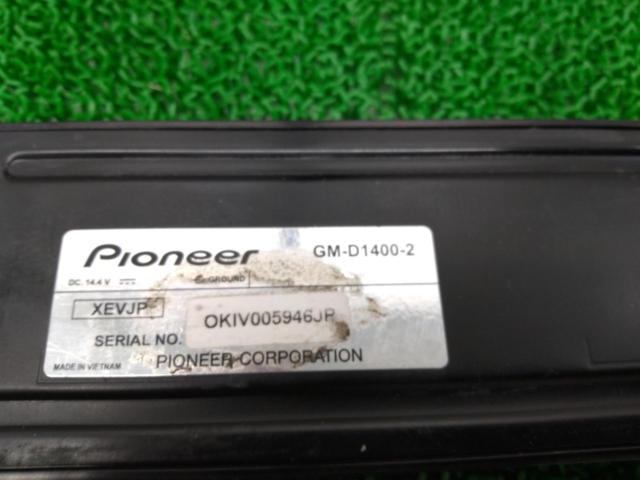 Pioneer GM-D1400-2
DC. 14.4 V GROUND
XEVJP
SERIAL NO. OKIV005946JP
MADE IN VIETNAM PIONEER CORPORATION